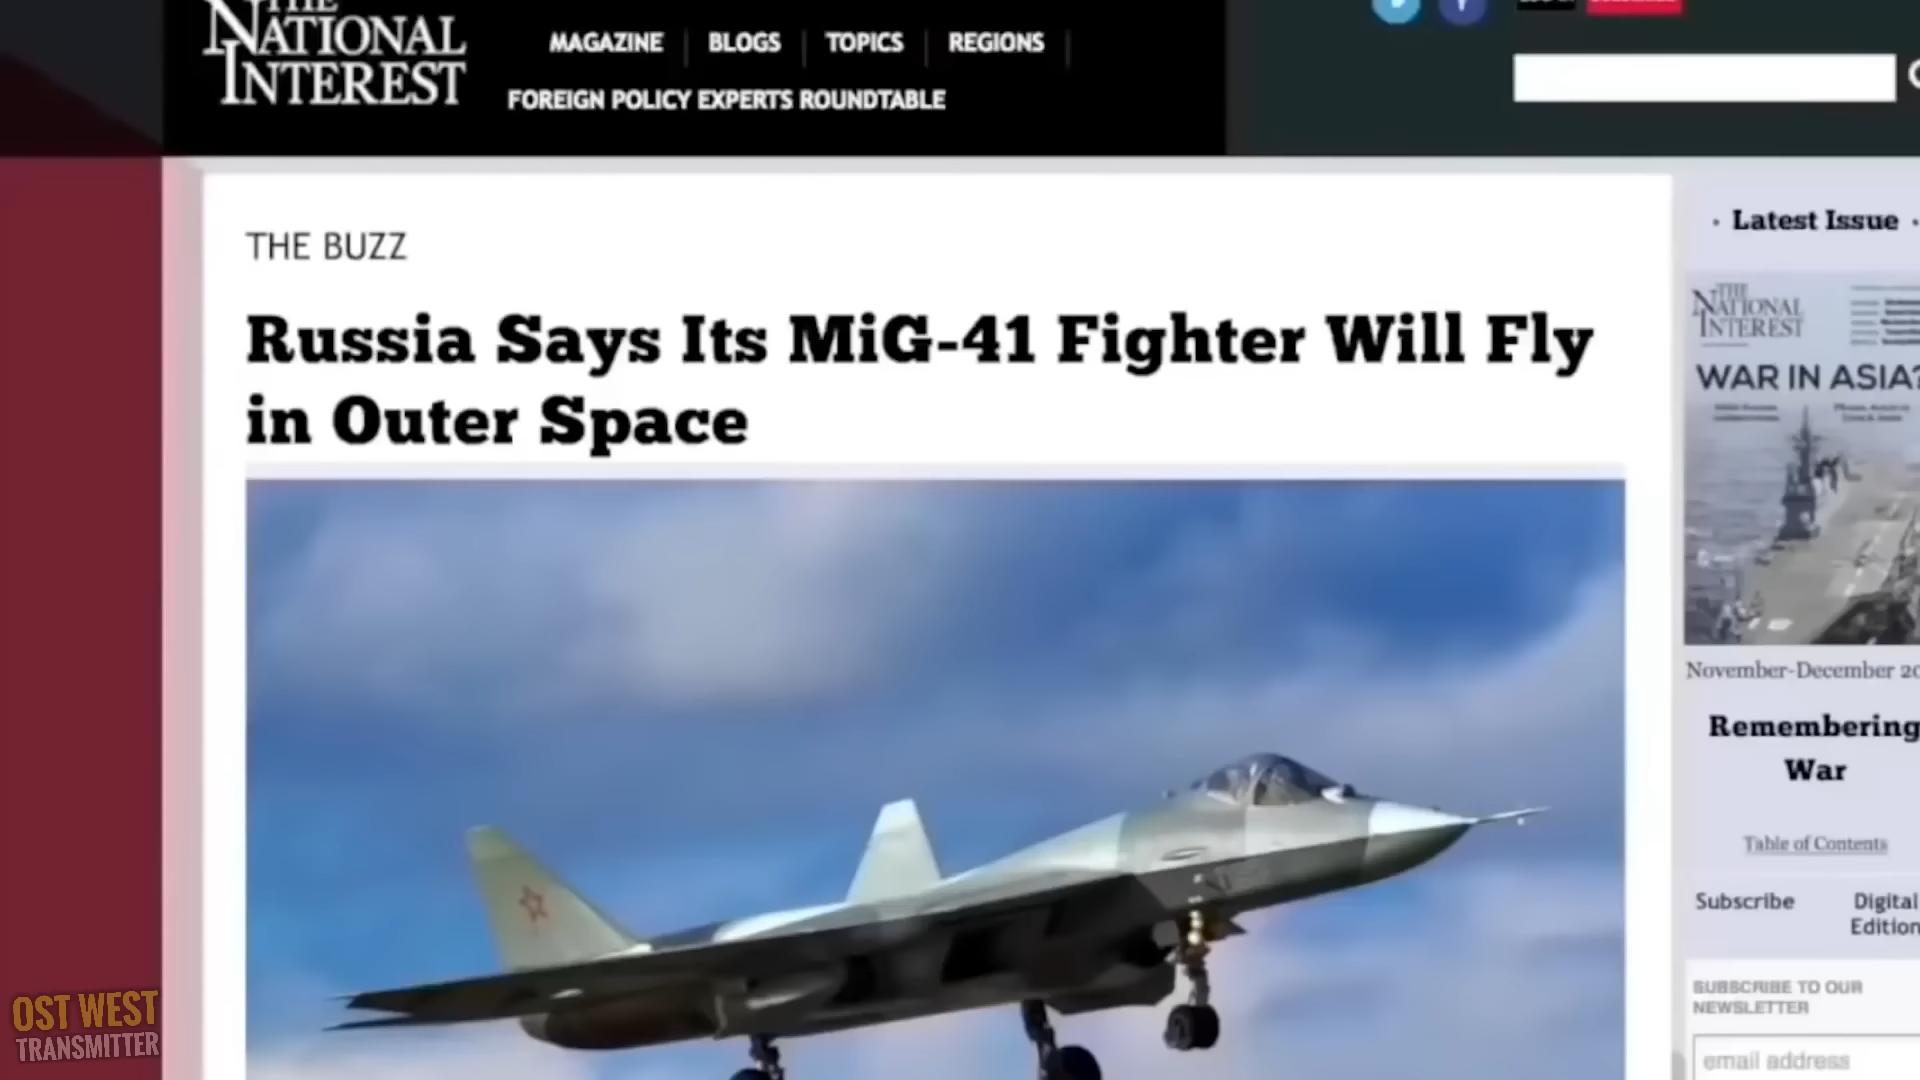 THE
NATIONAL
INTEREST
MAGAZINE
BLOGS
TOPICS
REGIONS
FOREIGN POLICY EXPERTS ROUNDTABLE
THE BUZZ
Russia Says Its MiG-41 Fighter Will Fly
in Outer Space
· Latest Issue ·
THE
NATIONAL
INTEREST
WAR IN ASIA?
November-December 20
Remembering
War
Table of Contents
Subscribe
Digital
Edition
SUBSCRIBE TO OUR
NEWSLETTER
email address
OST WEST
TRANSMITTER